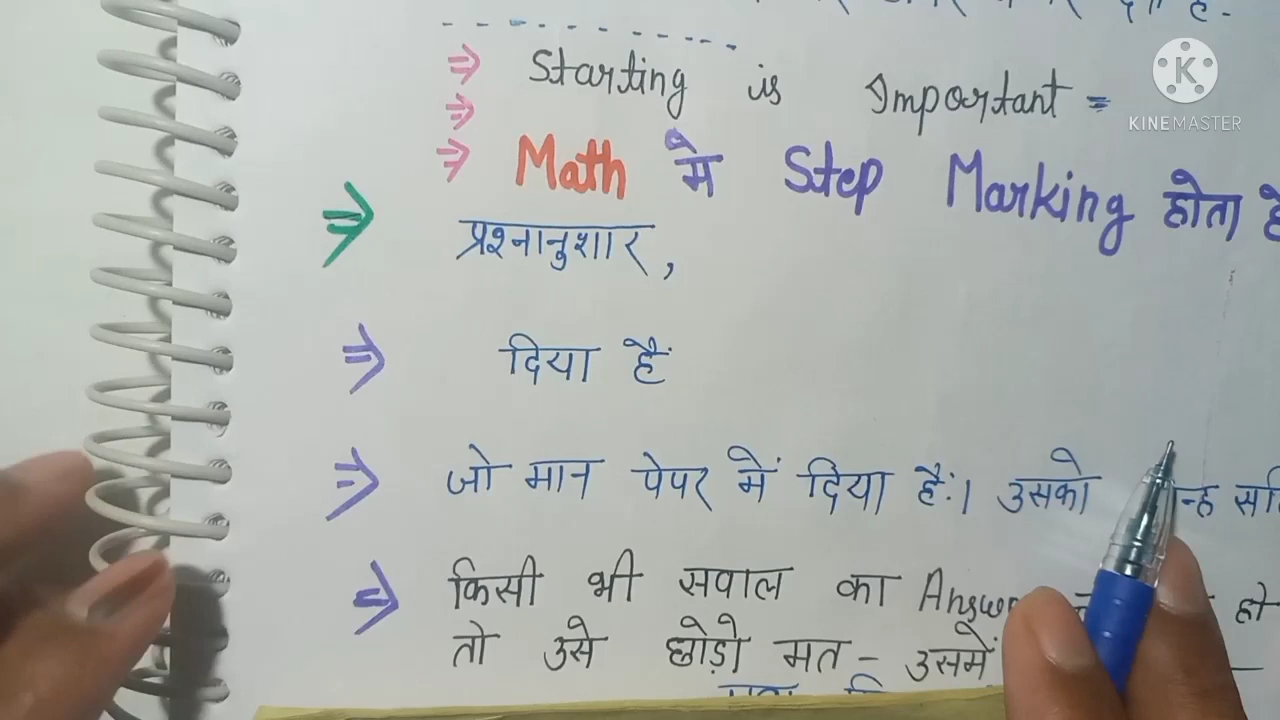 Starting is Important =
KINEMASTER
Math में Step Marking होता है
प्रश्नानुशार,
दिया हैं
जो मान पेपर में दिया हैं:। उसको
किसी भी सवाल का हो
तो उसे छोड़ो मत - उसमें